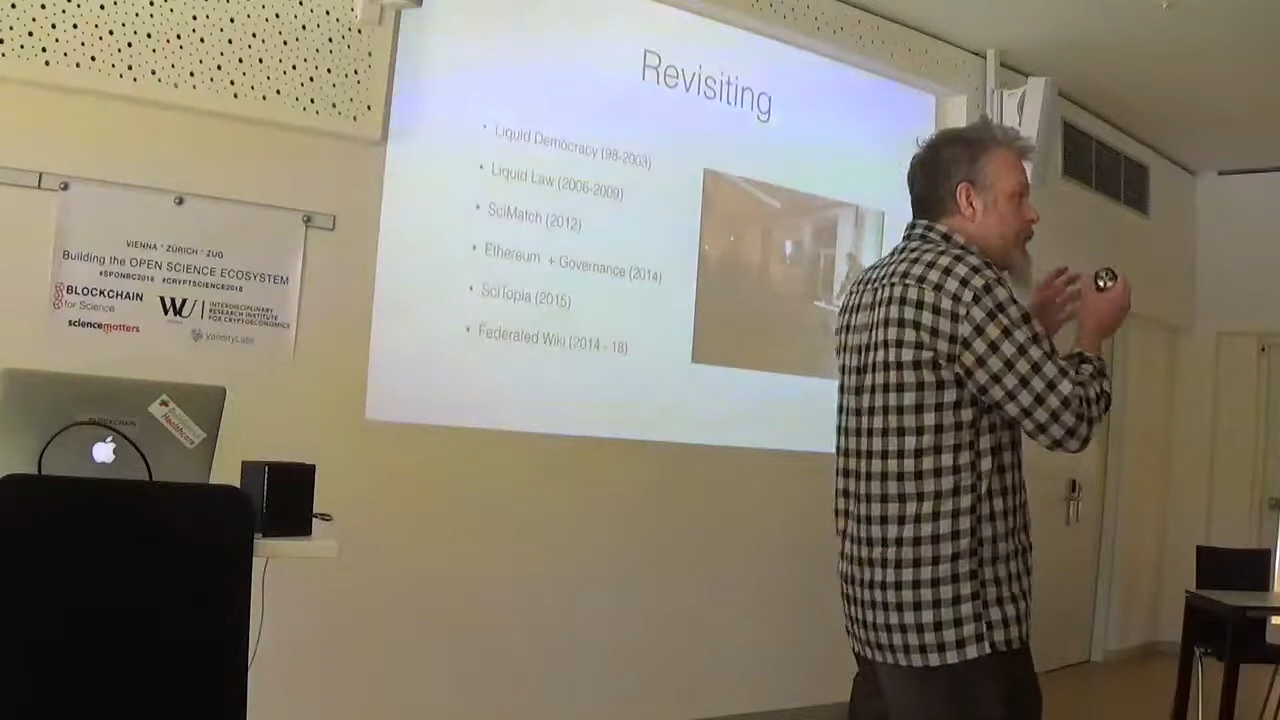 Revisiting
• Liquid Democracy (98-2003)
• Liquid Law (2006-2009)
• SciMatch (2012)
• Ethereum + Governance (2014)
• SciTopia (2015)
• Federated Wiki (2014 - 18)
VIENNA * ZÜRICH * ZUG
Building the OPEN SCIENCE ECOSYSTEM
#SPONBC2018 #CRYPTSCIENCE2018
BLOCKCHAIN
for Science
WU
INTERDISCIPLINARY
RESEARCH INSTITUTE
FOR CRYPTOECONOMICS
sciencematters
ValidityLabs
BLOCKCHAIN
Healthcare